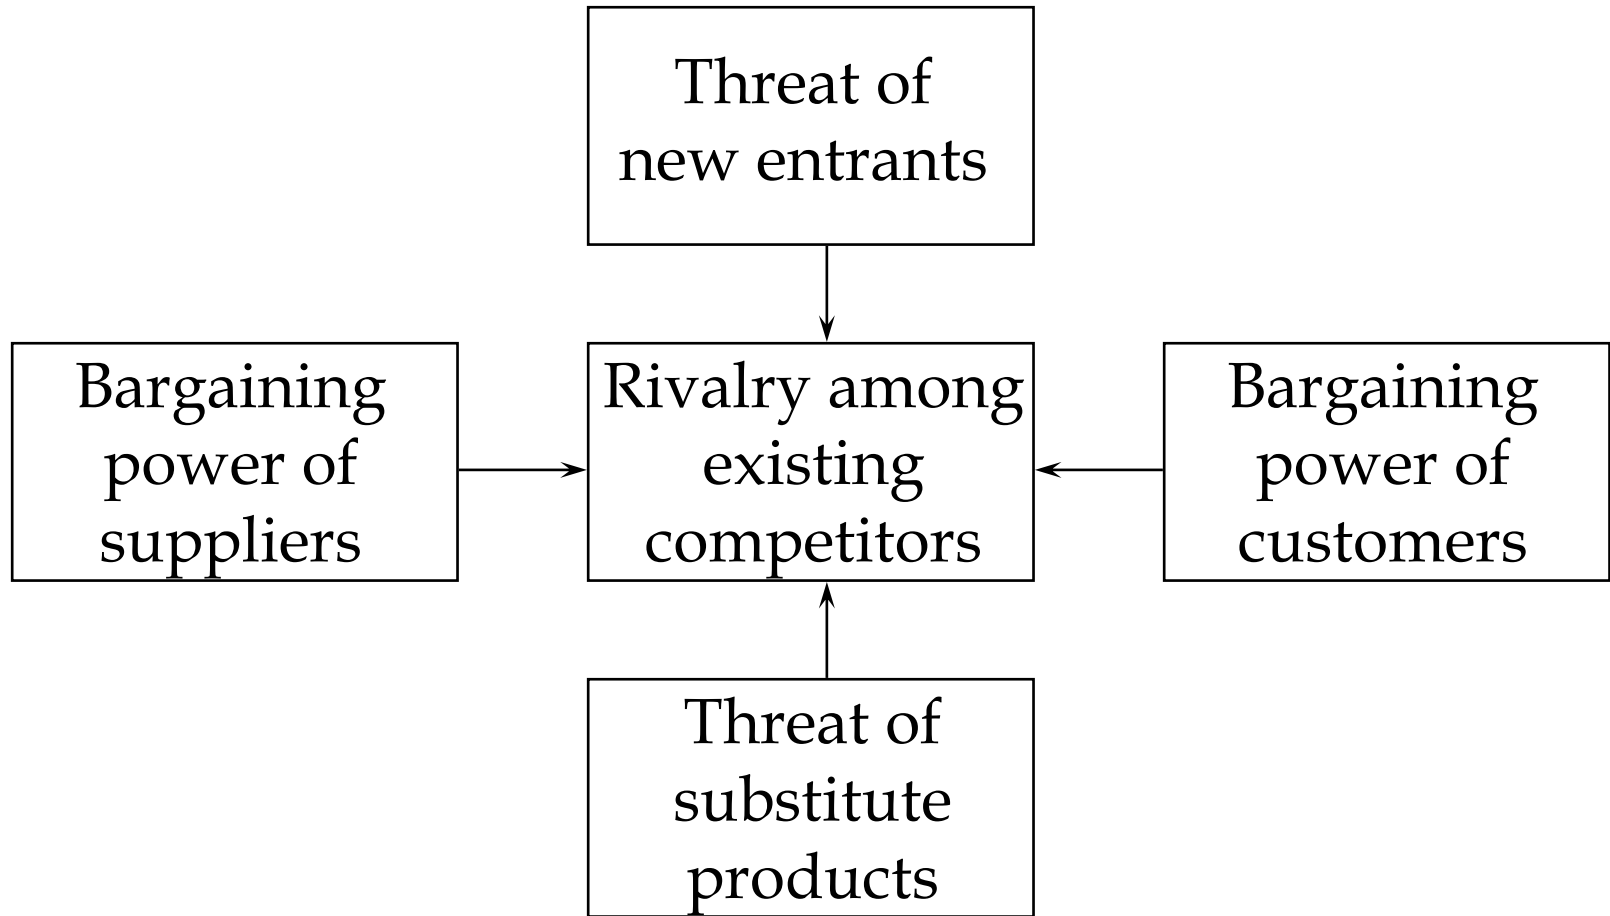 Threat of
new entrants
Bargaining
power of
suppliers
Rivalry among
existing
competitors
Bargaining
power of
customers
Threat of
substitute
products